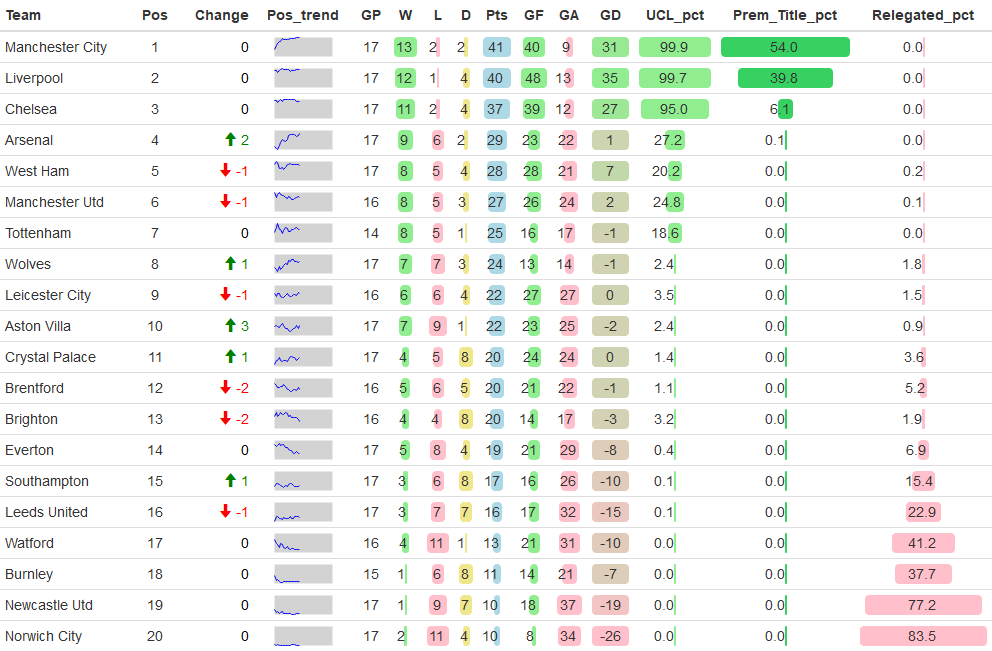 Team Pos Change Pos_trend GP W L D Pts GF GA GD UCL_pct Prem_Title_pct Relegated_pct
Manchester City 1 0 17 13 2 2 41 40 9 31 99.9 54.0 0.0
Liverpool 2 0 17 12 1 4 40 48 13 35 99.7 39.8 0.0
Chelsea 3 0 17 11 2 4 37 39 12 27 95.0 6.1 0.0
Arsenal 4 2 17 9 6 2 29 23 22 1 27.2 0.1 0.0
West Ham 5 -1 17 8 5 4 28 28 21 7 20.2 0.0 0.2
Manchester Utd 6 -1 16 8 5 3 27 26 24 2 24.8 0.0 0.1
Tottenham 7 0 14 8 5 1 25 16 17 -1 18.6 0.0 0.0
Wolves 8 1 17 7 7 3 24 13 14 -1 2.4 0.0 1.8
Leicester City 9 -1 16 6 6 4 22 27 27 0 3.5 0.0 1.5
Aston Villa 10 3 17 7 9 1 22 23 25 -2 2.4 0.0 0.9
Crystal Palace 11 1 17 4 5 8 20 24 24 0 1.4 0.0 3.6
Brentford 12 -2 16 5 6 5 20 21 22 -1 1.1 0.0 5.2
Brighton 13 -2 16 4 4 8 20 14 17 -3 3.2 0.0 1.9
Everton 14 0 17 5 8 4 19 21 29 -8 0.4 0.0 6.9
Southampton 15 1 17 3 6 8 17 16 26 -10 0.1 0.0 15.4
Leeds United 16 -1 17 3 7 7 16 17 32 -15 0.1 0.0 22.9
Watford 17 0 16 4 11 1 13 21 31 -10 0.0 0.0 41.2
Burnley 18 0 15 1 6 8 11 14 21 -7 0.0 0.0 37.7
Newcastle Utd 19 0 17 1 9 7 10 18 37 -19 0.0 0.0 77.2
Norwich City 20 0 17 2 11 4 10 8 34 -26 0.0 0.0 83.5